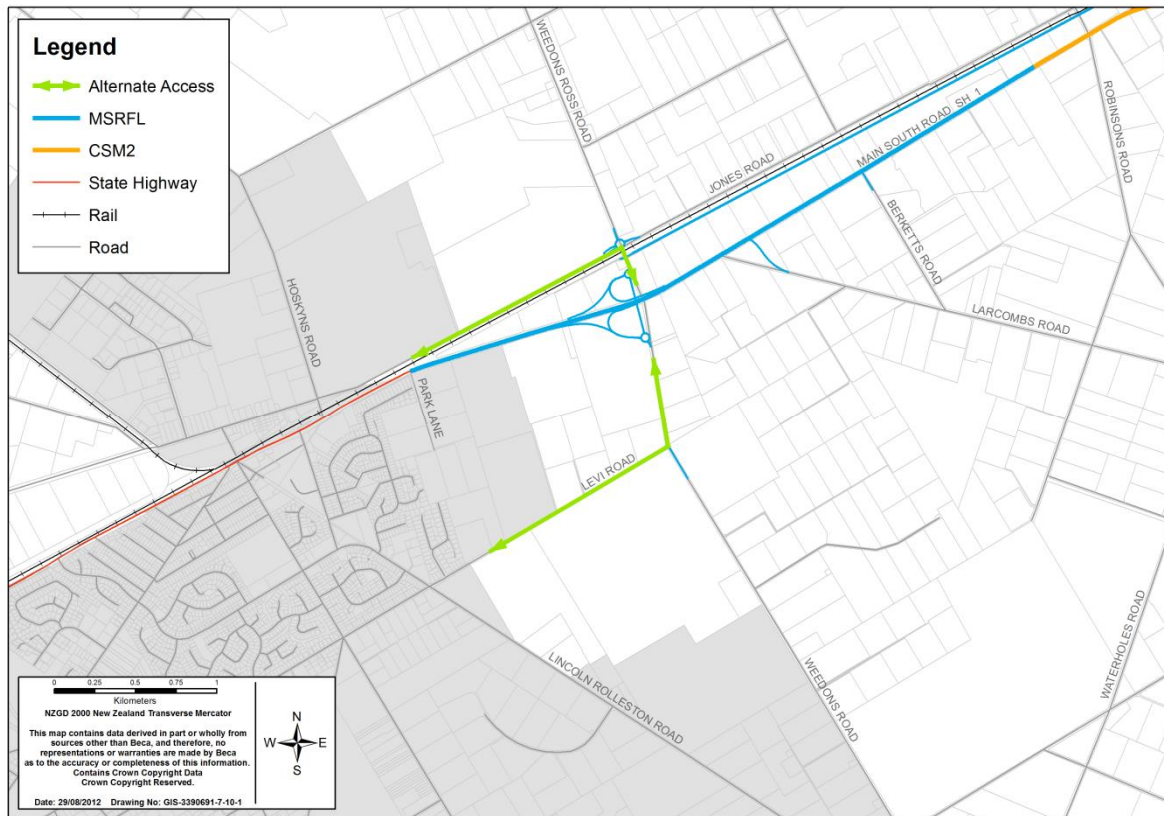 Legend
Alternate Access
MSRFL
CSM2
State Highway
Rail
Road
WEEDONS ROSS ROAD
ROBINSONS ROAD
MAIN SOUTH ROAD SH 1
JONES ROAD
BERKETTS ROAD
HOSKYNS ROAD
LARCOMBS ROAD
PARK LANE
LEVI ROAD
WATERHOLES ROAD
WEEDONS ROAD
LINCOLN ROLLESTON ROAD
0 0.25 0.5 0.75 1
Kilometers
NZGD 2000 New Zealand Transverse Mercator
This map contains data derived in part or wholly from
sources other than Beca, and therefore, no
representations or warranties are made by Beca
as to the accuracy or completeness of this information.
Contains Crown Copyright Data
Crown Copyright Reserved.
Date: 29/08/2012 Drawing No: GIS-3390691-7-10-1
N
W E
S